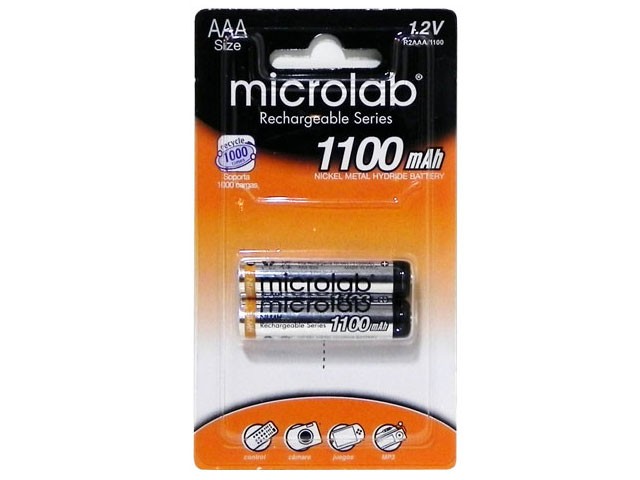 AAA
Size
1.2V
R2AAA/1100
microlab®
Rechargeable Series
recycle
1000
times
Soporta
1000 cargas
1100 mAh
NICKEL METAL HYDRIDE BATTERY
microlab
microlab
Rechargeable Series
1100 mAh
control
cámara
juegos
MP3